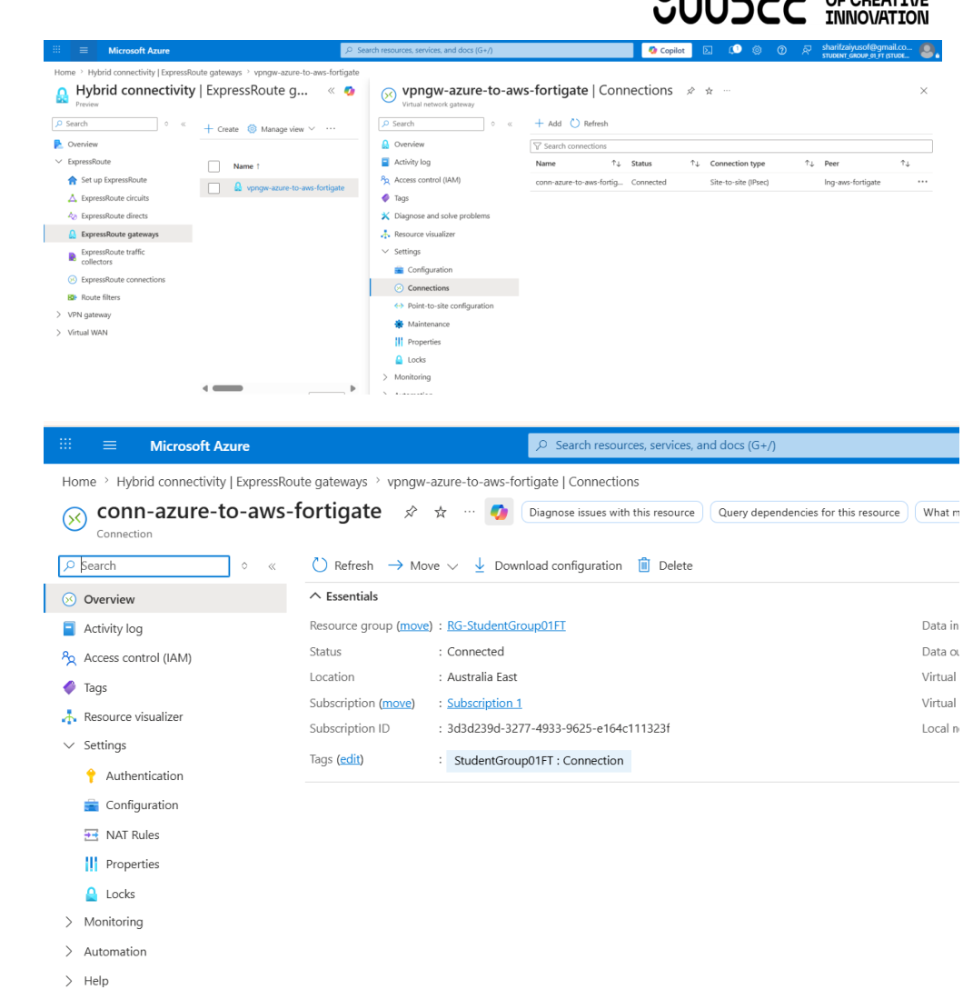 OF CREATIVE
INNOVATION
Microsoft Azure
Search resources, services, and docs (G+/)
Copilot
sharifzaiyusof@gmail.co...
STUDENT_GROUP_01_FT (STUDE...
Home > Hybrid connectivity | ExpressRoute gateways > vpngw-azure-to-aws-fortigate
Hybrid connectivity | ExpressRoute g...
Preview
Search
Overview
ExpressRoute
Set up ExpressRoute
ExpressRoute circuits
ExpressRoute directs
ExpressRoute gateways
ExpressRoute traffic
collectors
ExpressRoute connections
Route filters
VPN gateway
Virtual WAN
+ Create Manage view ...
Name ↑
vpngw-azure-to-aws-fortigate
vpngw-azure-to-aws-fortigate | Connections
Virtual network gateway
Search
Overview
Activity log
Access control (IAM)
Tags
Diagnose and solve problems
Resource visualizer
Settings
Configuration
Connections
Point-to-site configuration
Maintenance
Properties
Locks
Monitoring
+ Add Refresh
Search connections
Name Status Connection type Peer
conn-azure-to-aws-fortig... Connected Site-to-site (IPsec) lng-aws-fortigate ...
Microsoft Azure
Search resources, services, and docs (G+/)
Home > Hybrid connectivity | ExpressRoute gateways > vpngw-azure-to-aws-fortigate | Connections
conn-azure-to-aws-fortigate
Connection
Diagnose issues with this resource
Query dependencies for this resource
What m
Search
Overview
Activity log
Access control (IAM)
Tags
Resource visualizer
Settings
Authentication
Configuration
NAT Rules
Properties
Locks
Monitoring
Automation
Help
Refresh Move Download configuration Delete
Essentials
Resource group (move) : RG-StudentGroup01FT
Status : Connected
Location : Australia East
Subscription (move) : Subscription 1
Subscription ID : 3d3d239d-3277-4933-9625-e164c111323f
Tags (edit) : StudentGroup01FT : Connection
Data in
Data ou
Virtual
Virtual
Local n